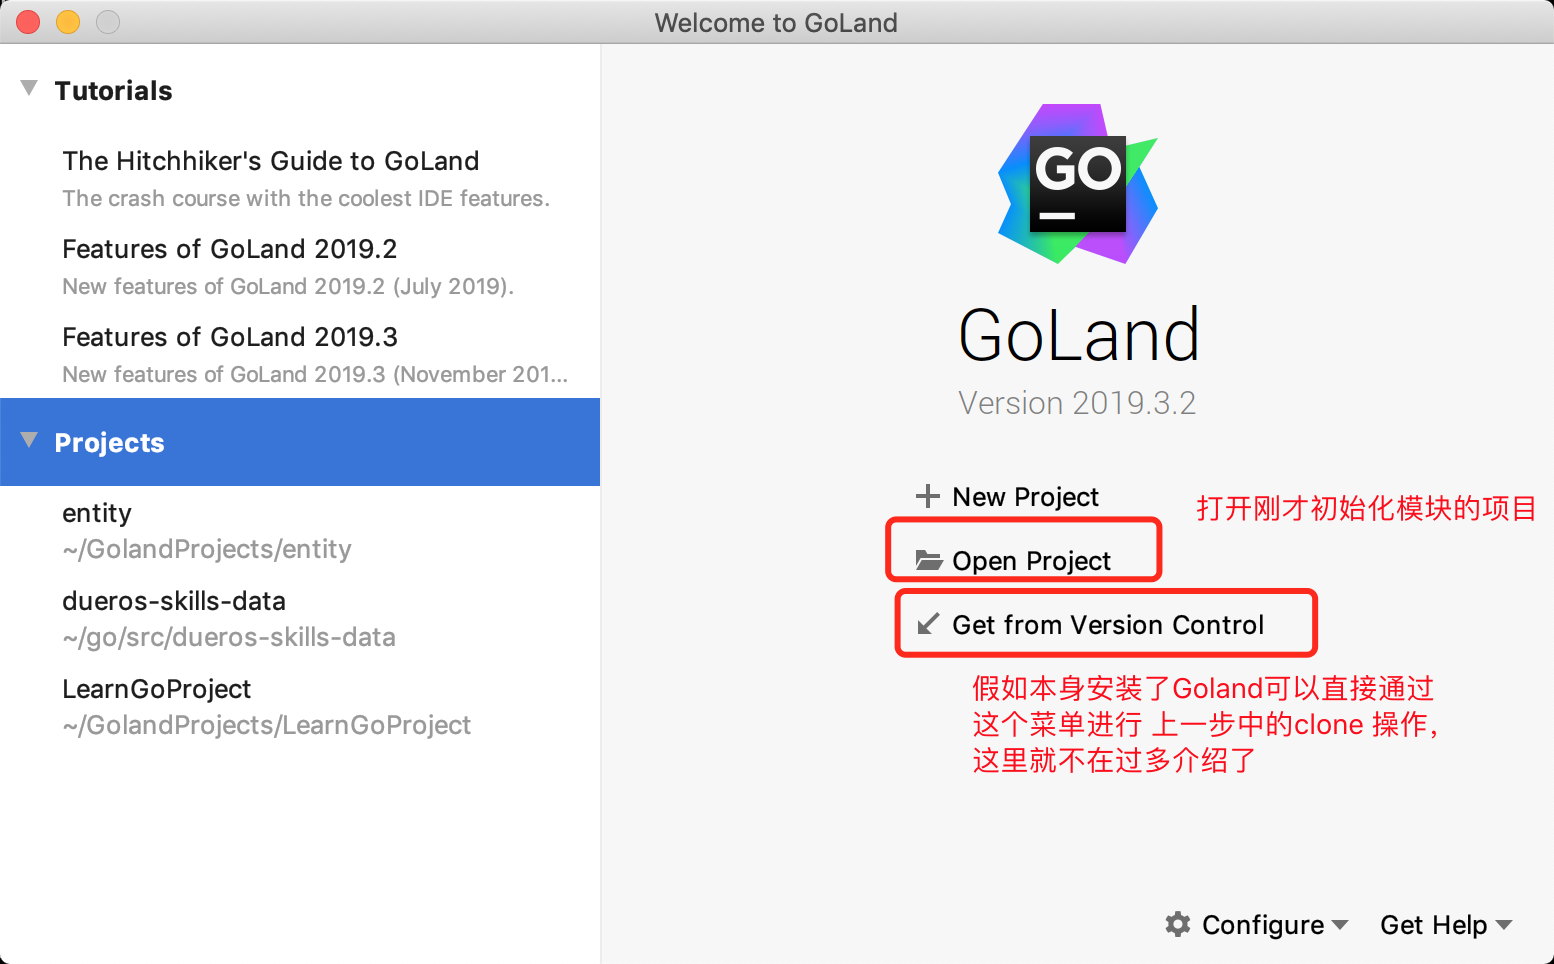 Welcome to GoLand
Tutorials
The Hitchhiker's Guide to GoLand
The crash course with the coolest IDE features.
Features of GoLand 2019.2
New features of GoLand 2019.2 (July 2019).
Features of GoLand 2019.3
New features of GoLand 2019.3 (November 201...
Projects
entity
~/GolandProjects/entity
dueros-skills-data
~/go/src/dueros-skills-data
LearnGoProject
~/GolandProjects/LearnGoProject
GO
GoLand
Version 2019.3.2
New Project
打开刚才初始化模块的项目
Open Project
Get from Version Control
假如本身安装了Goland可以直接通过
这个菜单进行 上一步中的clone 操作,
这里就不在过多介绍了
Configure
Get Help